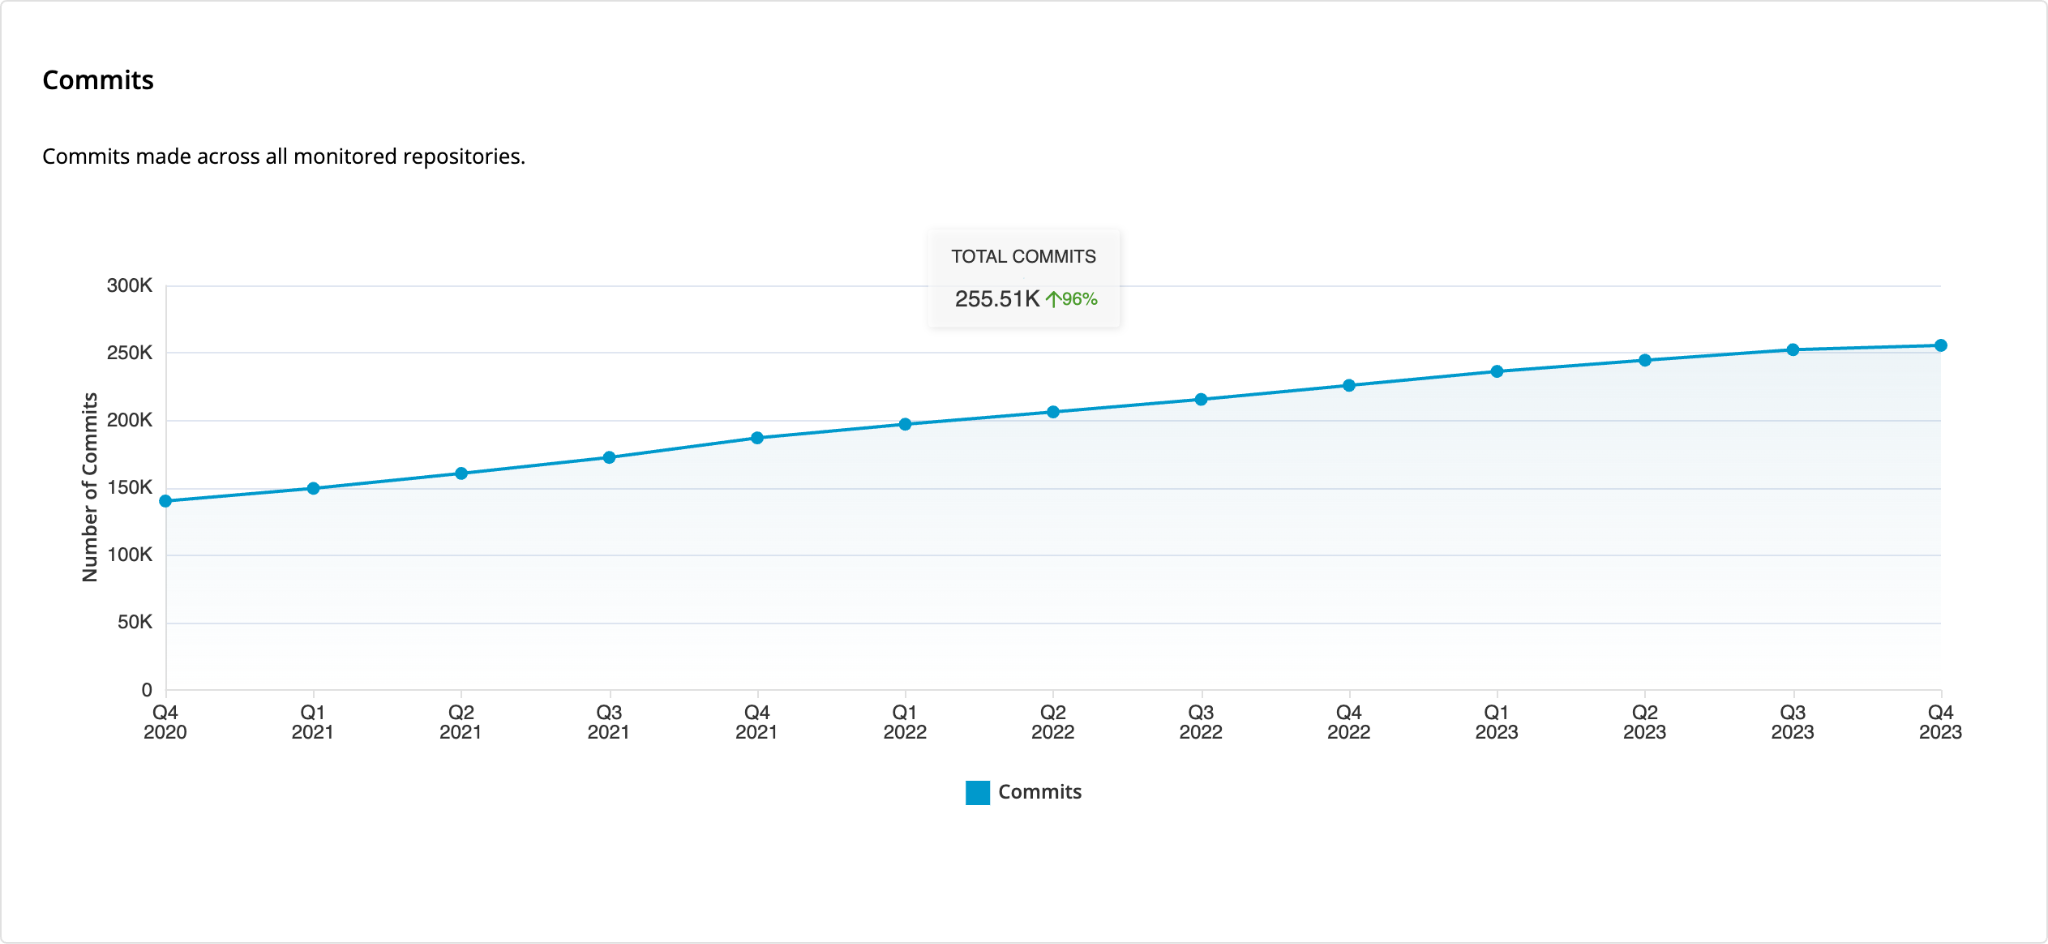 Commits
Commits made across all monitored repositories.
TOTAL COMMITS
255.51K ↑96%
Number of Commits
300K
250K
200K
150K
100K
50K
0
Q4 Q1 Q2 Q3 Q4 Q1 Q2 Q3 Q4 Q1 Q2 Q3 Q4
2020 2021 2021 2021 2021 2022 2022 2022 2022 2023 2023 2023 2023
Commits